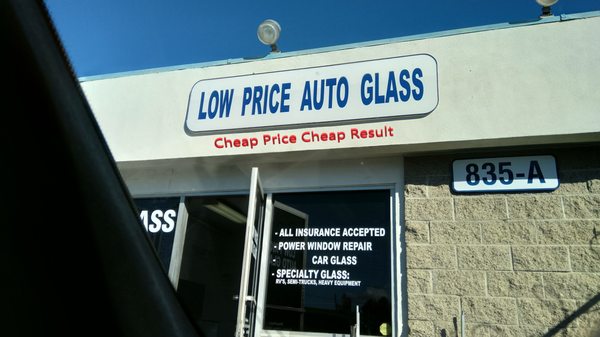 LOW PRICE AUTO GLASS
Cheap Price Cheap Result
835-A
ASS
- ALL INSURANCE ACCEPTED
- POWER WINDOW REPAIR
CAR GLASS
- SPECIALTY GLASS:
RV'S, SEMI-TRUCKS, HEAVY EQUIPMENT